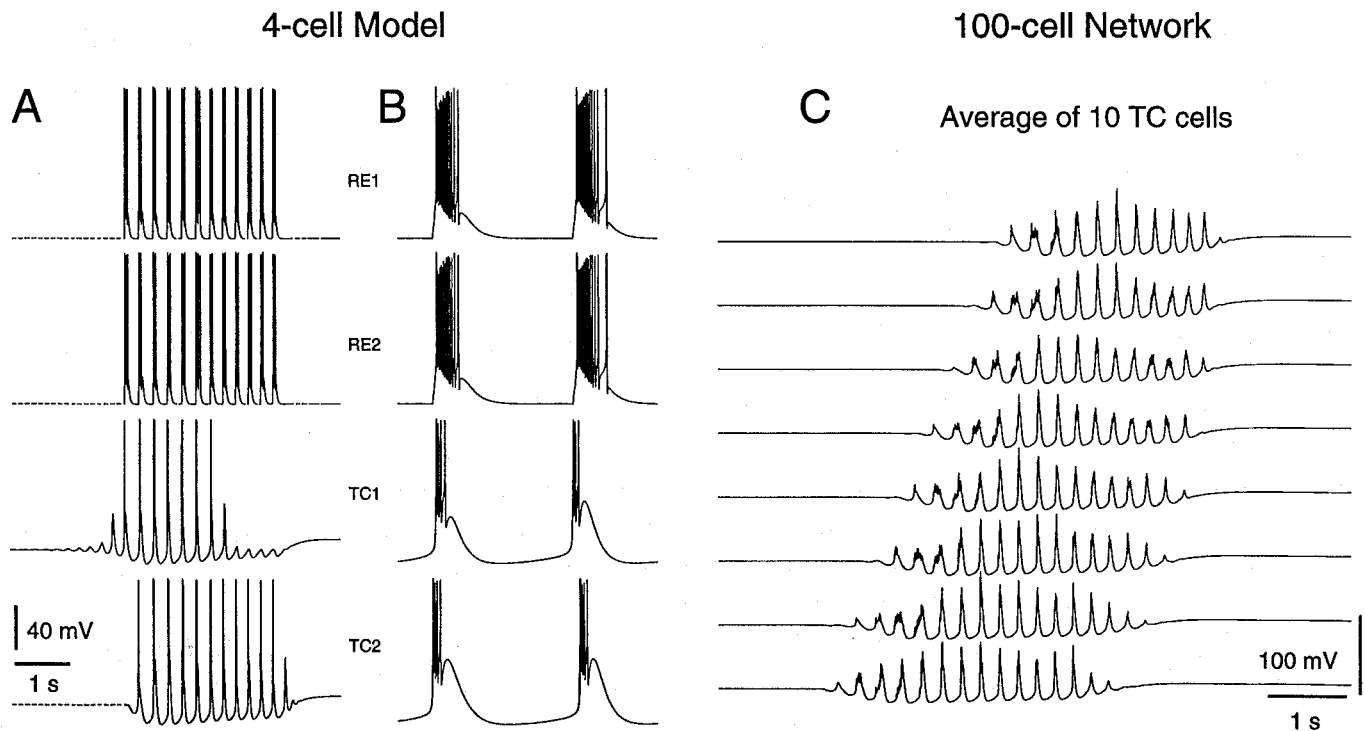 4-cell Model
100-cell Network
A
B
C
Average of 10 TC cells
RE1
RE2
TC1
TC2
40 mV
1 s
100 mV
1 s